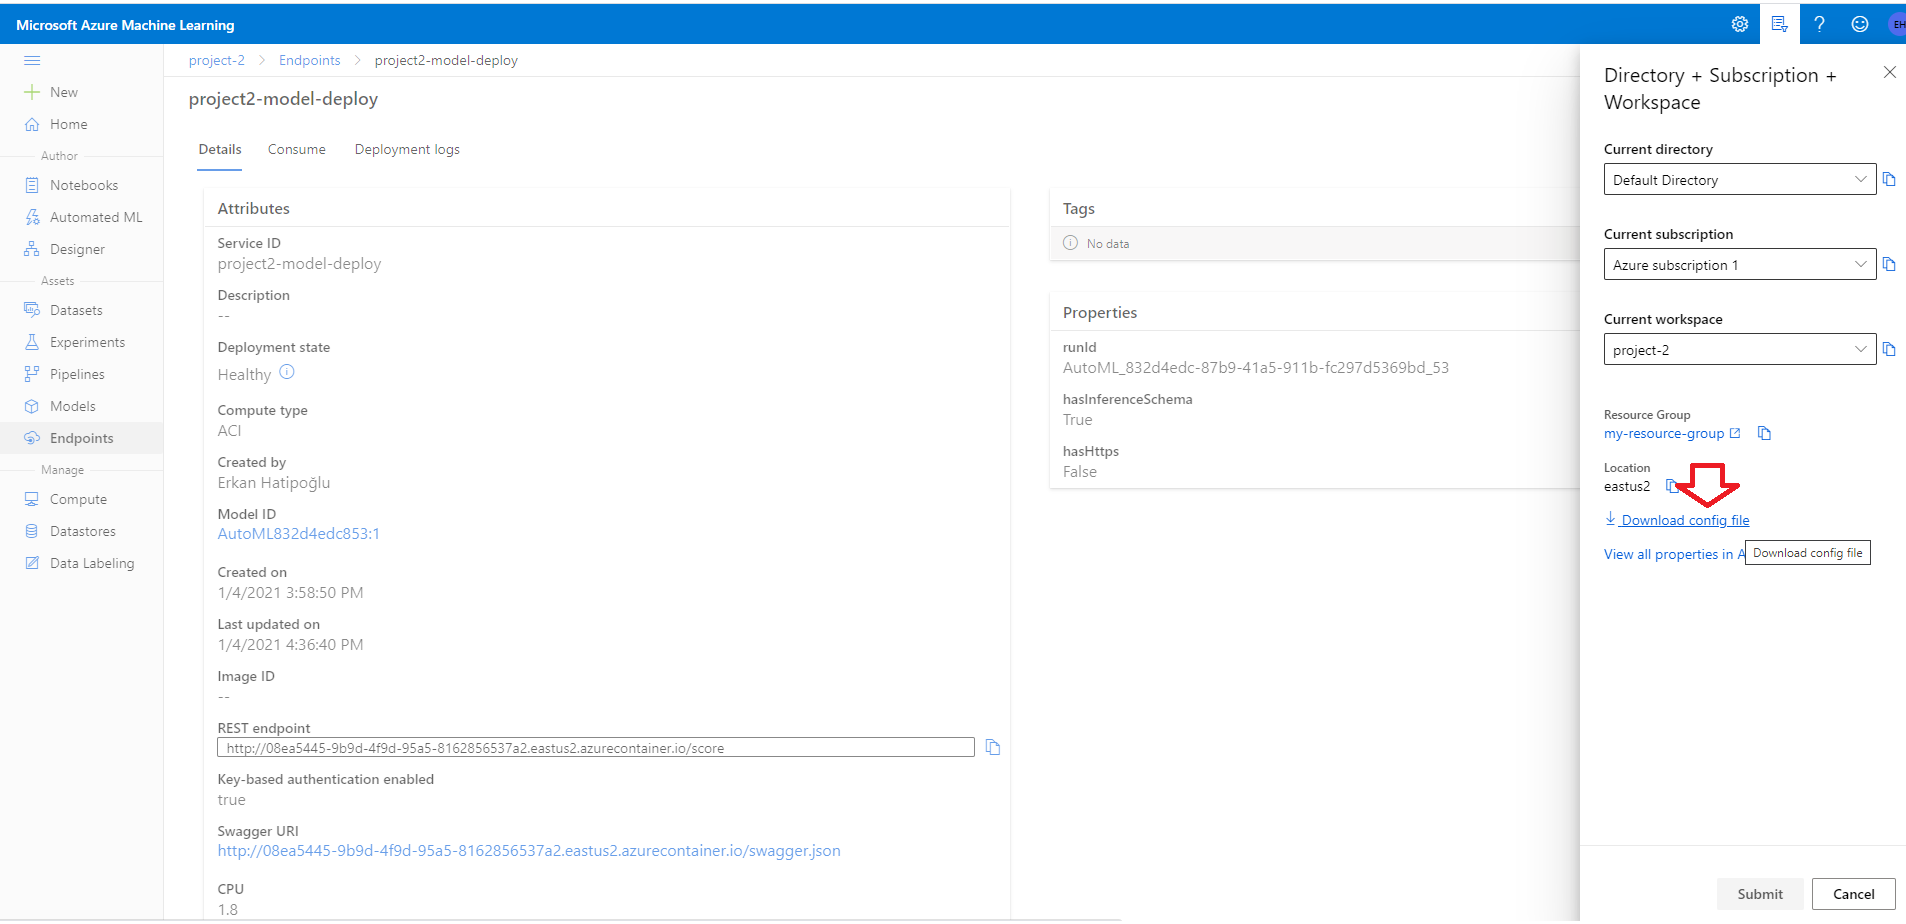 Microsoft Azure Machine Learning
EH
New
Home
Author
Notebooks
Automated ML
Designer
Assets
Datasets
Experiments
Pipelines
Models
Endpoints
Manage
Compute
Datastores
Data Labeling
project-2 > Endpoints > project2-model-deploy
project2-model-deploy
Details Consume Deployment logs
Attributes
Service ID
project2-model-deploy
Description
--
Deployment state
Healthy
Compute type
ACI
Created by
Erkan Hatipoğlu
Model ID
AutoML832d4edc853:1
Created on
1/4/2021 3:58:50 PM
Last updated on
1/4/2021 4:36:40 PM
Image ID
--
REST endpoint
http://08ea5445-9b9d-4f9d-95a5-8162856537a2.eastus2.azurecontainer.io/score
Key-based authentication enabled
true
Swagger URI
http://08ea5445-9b9d-4f9d-95a5-8162856537a2.eastus2.azurecontainer.io/swagger.json
CPU
1.8
Tags
No data
Properties
runId
AutoML_832d4edc-87b9-41a5-911b-fc297d5369bd_53
hasInferenceSchema
True
hasHttps
False
Directory + Subscription +
Workspace
Current directory
Default Directory
Current subscription
Azure subscription 1
Current workspace
project-2
Resource Group
my-resource-group
Location
eastus2
Download config file
View all properties in A
Download config file
Submit Cancel